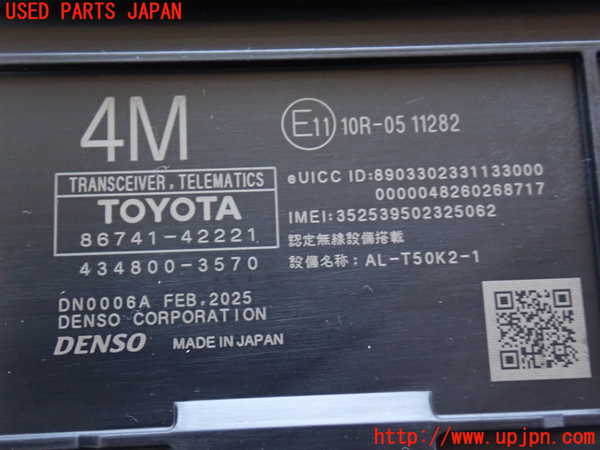 USED PARTS JAPAN
4M
E11 10R-05 11282
TRANSCEIVER, TELEMATICS
TOYOTA
86741-42221
434800-3570
eUICC ID:8903302331133000
0000048260268717
IMEI:352539502325062
認定無線設備搭載
設備名称: AL-T50K2-1
DN0006A FEB.2025
DENSO CORPORATION
DENSO MADE IN JAPAN
http://www.upjpn.com/